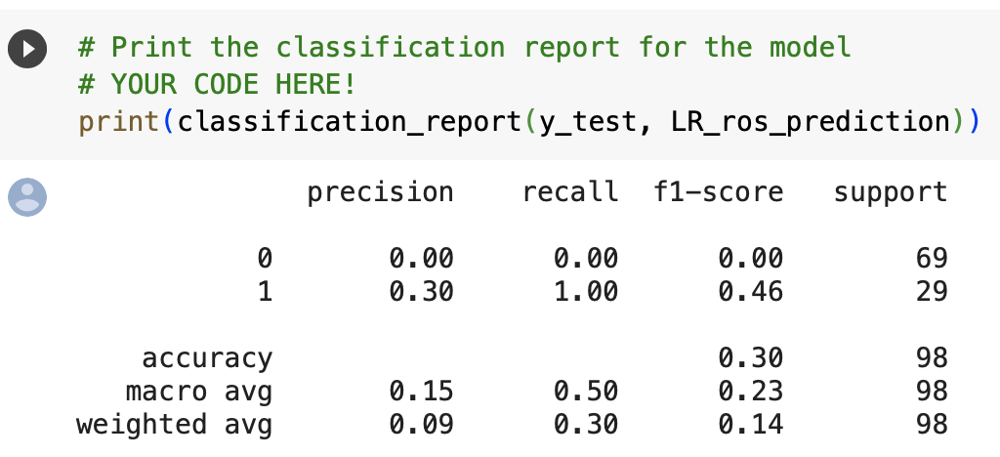 # Print the classification report for the model
# YOUR CODE HERE!
print(classification_report(y_test, LR_ros_prediction))
precision recall f1-score support
0 0.00 0.00 0.00 69
1 0.30 1.00 0.46 29
accuracy 0.30 98
macro avg 0.15 0.50 0.23 98
weighted avg 0.09 0.30 0.14 98